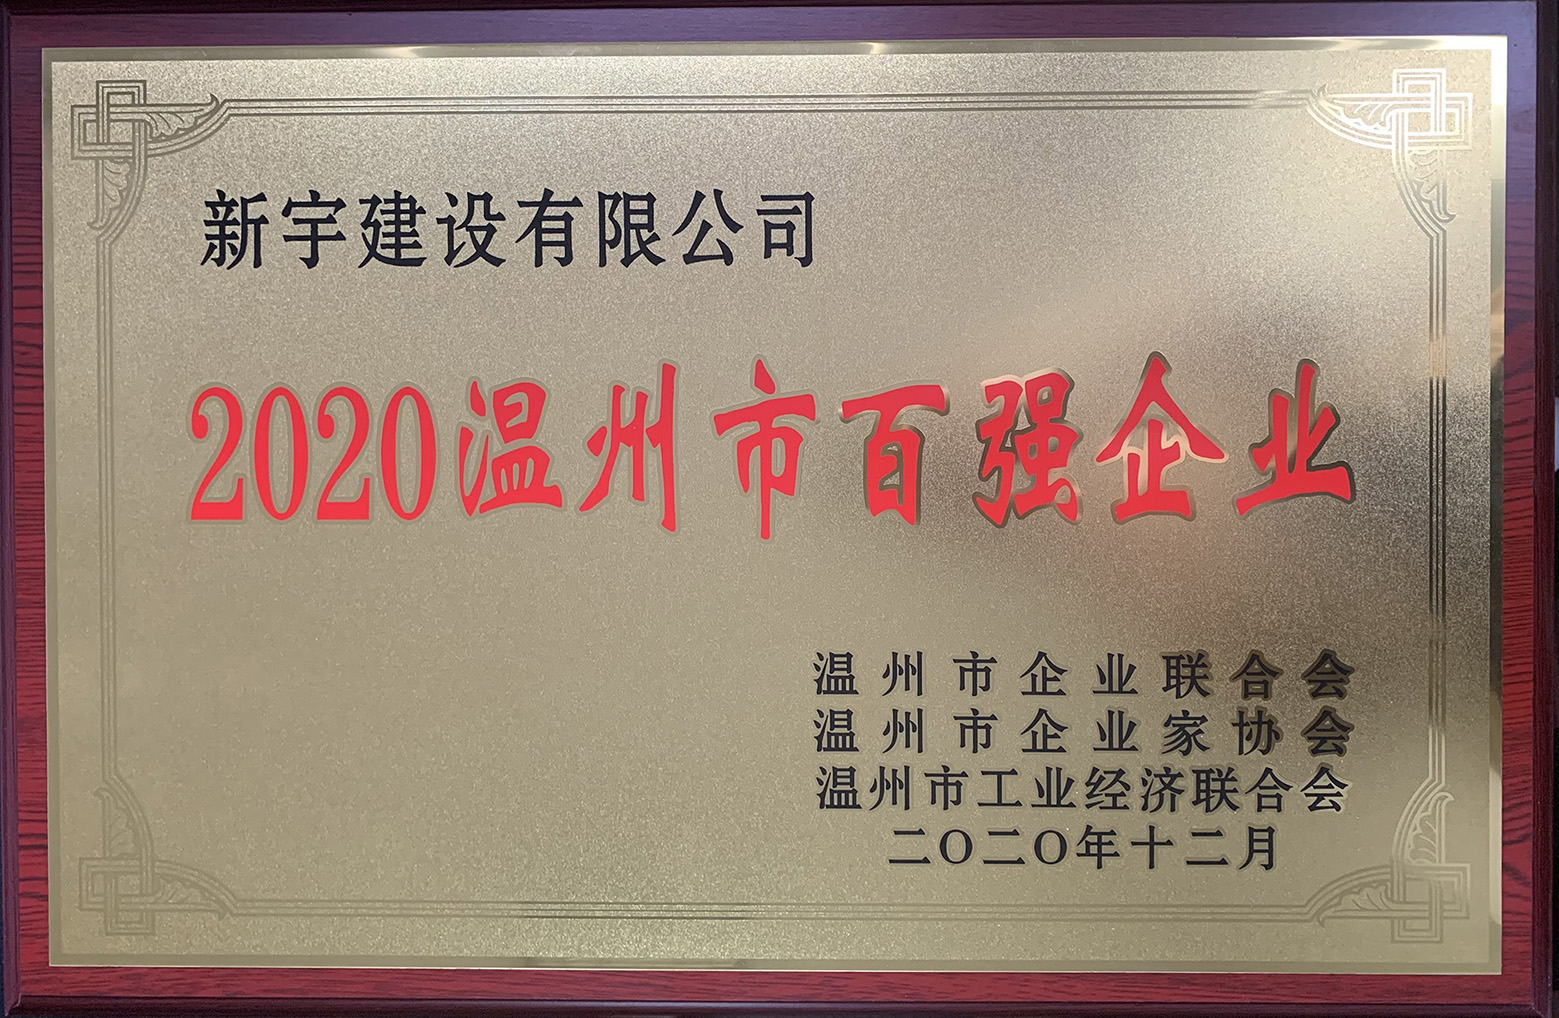 新宇建设有限公司
2020温州市百强企业
温州市企业联合会
温州市企业家协会
温州市工业经济联合会
二〇二〇年十二月